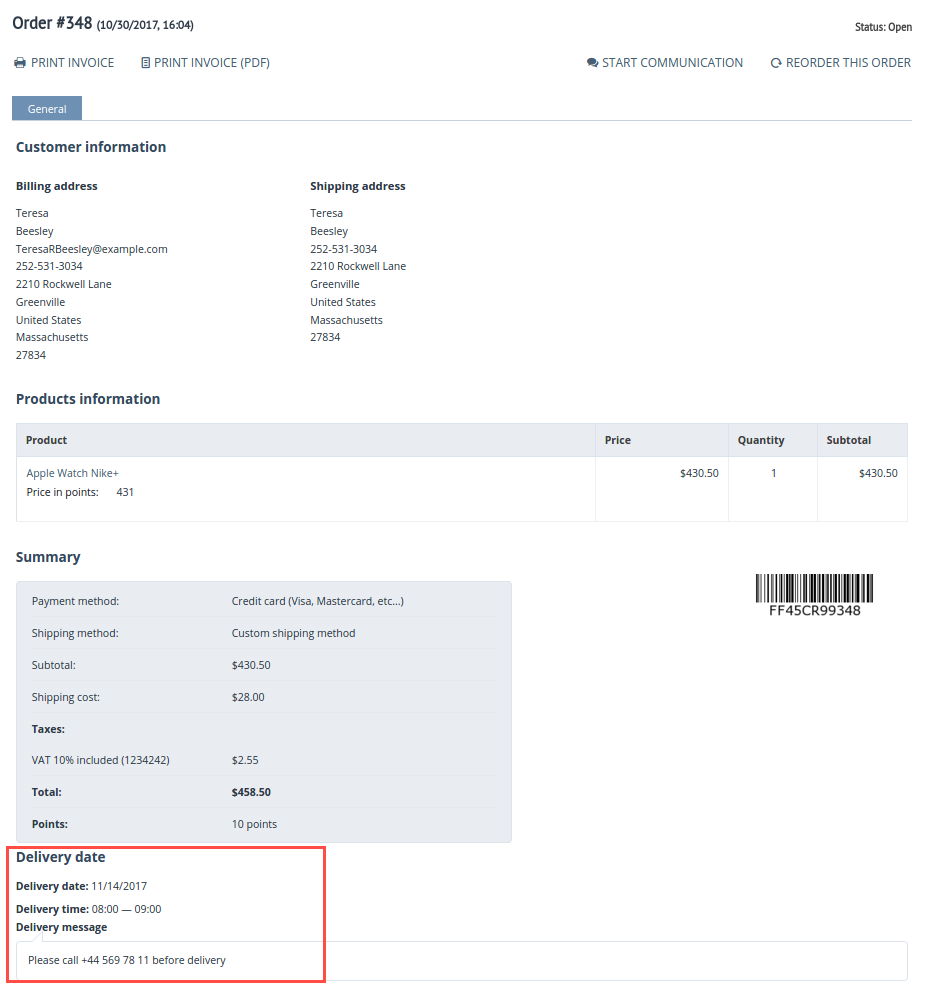 Order #348 (10/30/2017, 16:04)
Status: Open
PRINT INVOICE PRINT INVOICE (PDF) START COMMUNICATION REORDER THIS ORDER
General
Customer information
Billing address
Teresa
Beesley
TeresaRBeesley@example.com
252-531-3034
2210 Rockwell Lane
Greenville
United States
Massachusetts
27834
Shipping address
Teresa
Beesley
252-531-3034
2210 Rockwell Lane
Greenville
United States
Massachusetts
27834
Products information
Product Price Quantity Subtotal
Apple Watch Nike+ $430.50 1 $430.50
Price in points: 431
Summary
Payment method: Credit card (Visa, Mastercard, etc...)
Shipping method: Custom shipping method
Subtotal: $430.50
Shipping cost: $28.00
Taxes:
VAT 10% included (1234242) $2.55
Total: $458.50
Points: 10 points
FF45CR99348
Delivery date
Delivery date: 11/14/2017
Delivery time: 08:00 — 09:00
Delivery message
Please call +44 569 78 11 before delivery